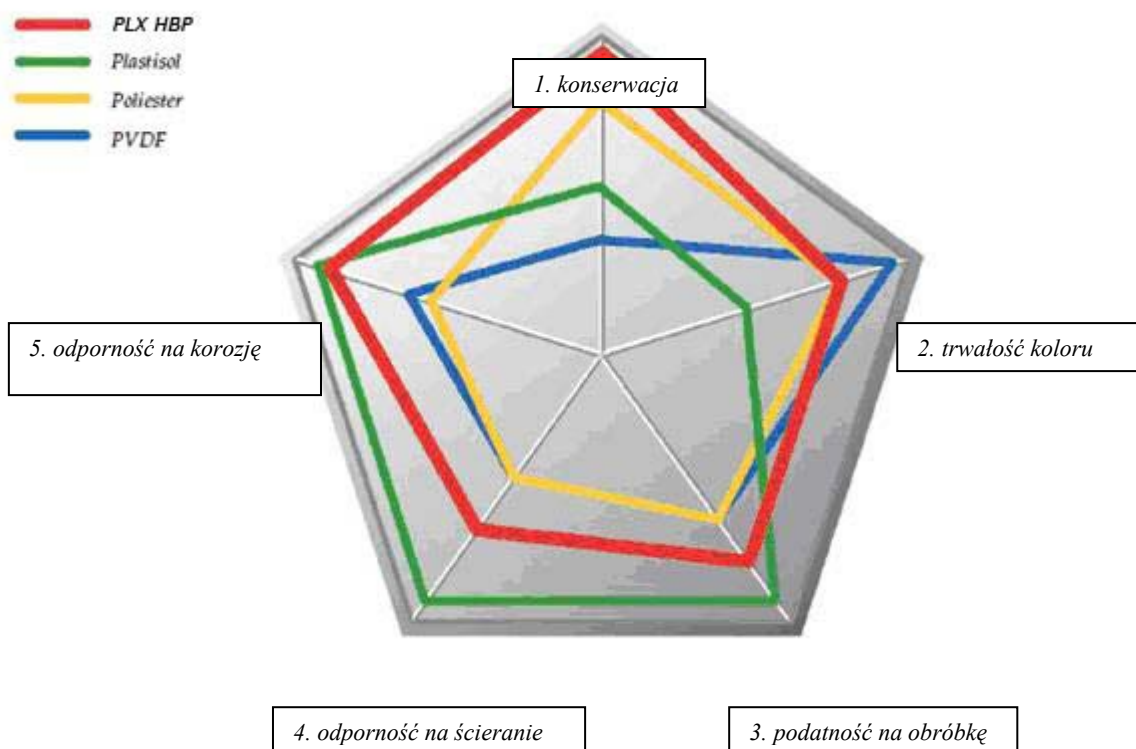 PLX HBP
Plastisol
Poliester
PVDF
1. konserwacja
5. odporność na korozję
2. trwałość koloru
4. odporność na ścieranie
3. podatność na obróbkę